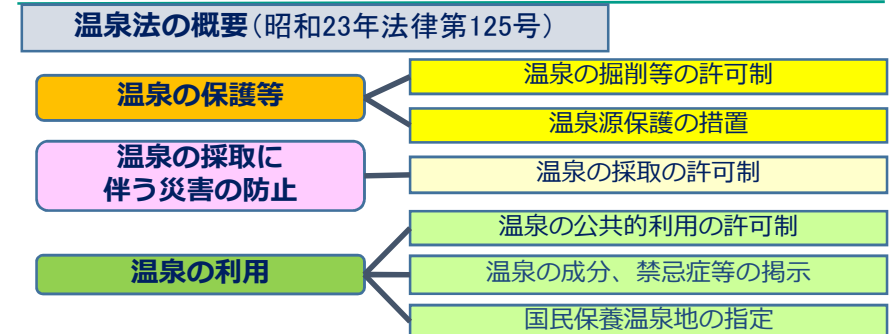 温泉法の概要(昭和23年法律第125号)
温泉の保護等
温泉の掘削等の許可制
温泉源保護の措置
温泉の採取に
伴う災害の防止
温泉の採取の許可制
温泉の利用
温泉の公共的利用の許可制
温泉の成分、禁忌症等の掲示
国民保養温泉地の指定